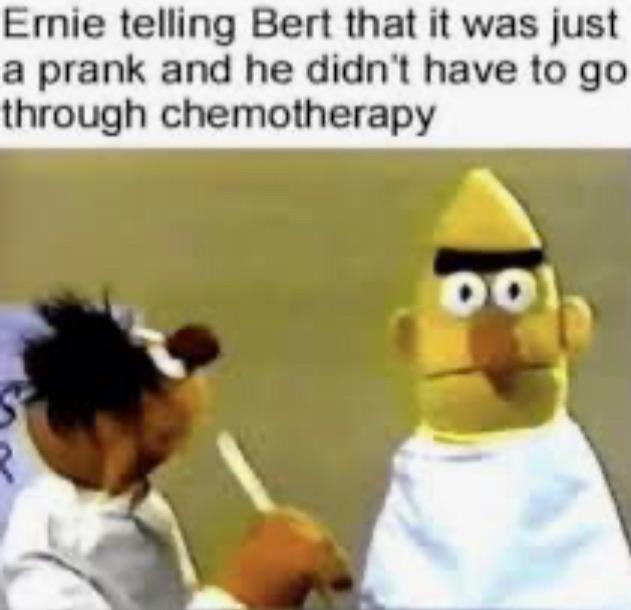 Ernie telling Bert that it was just
a prank and he didn't have to go
through chemotherapy
S
R